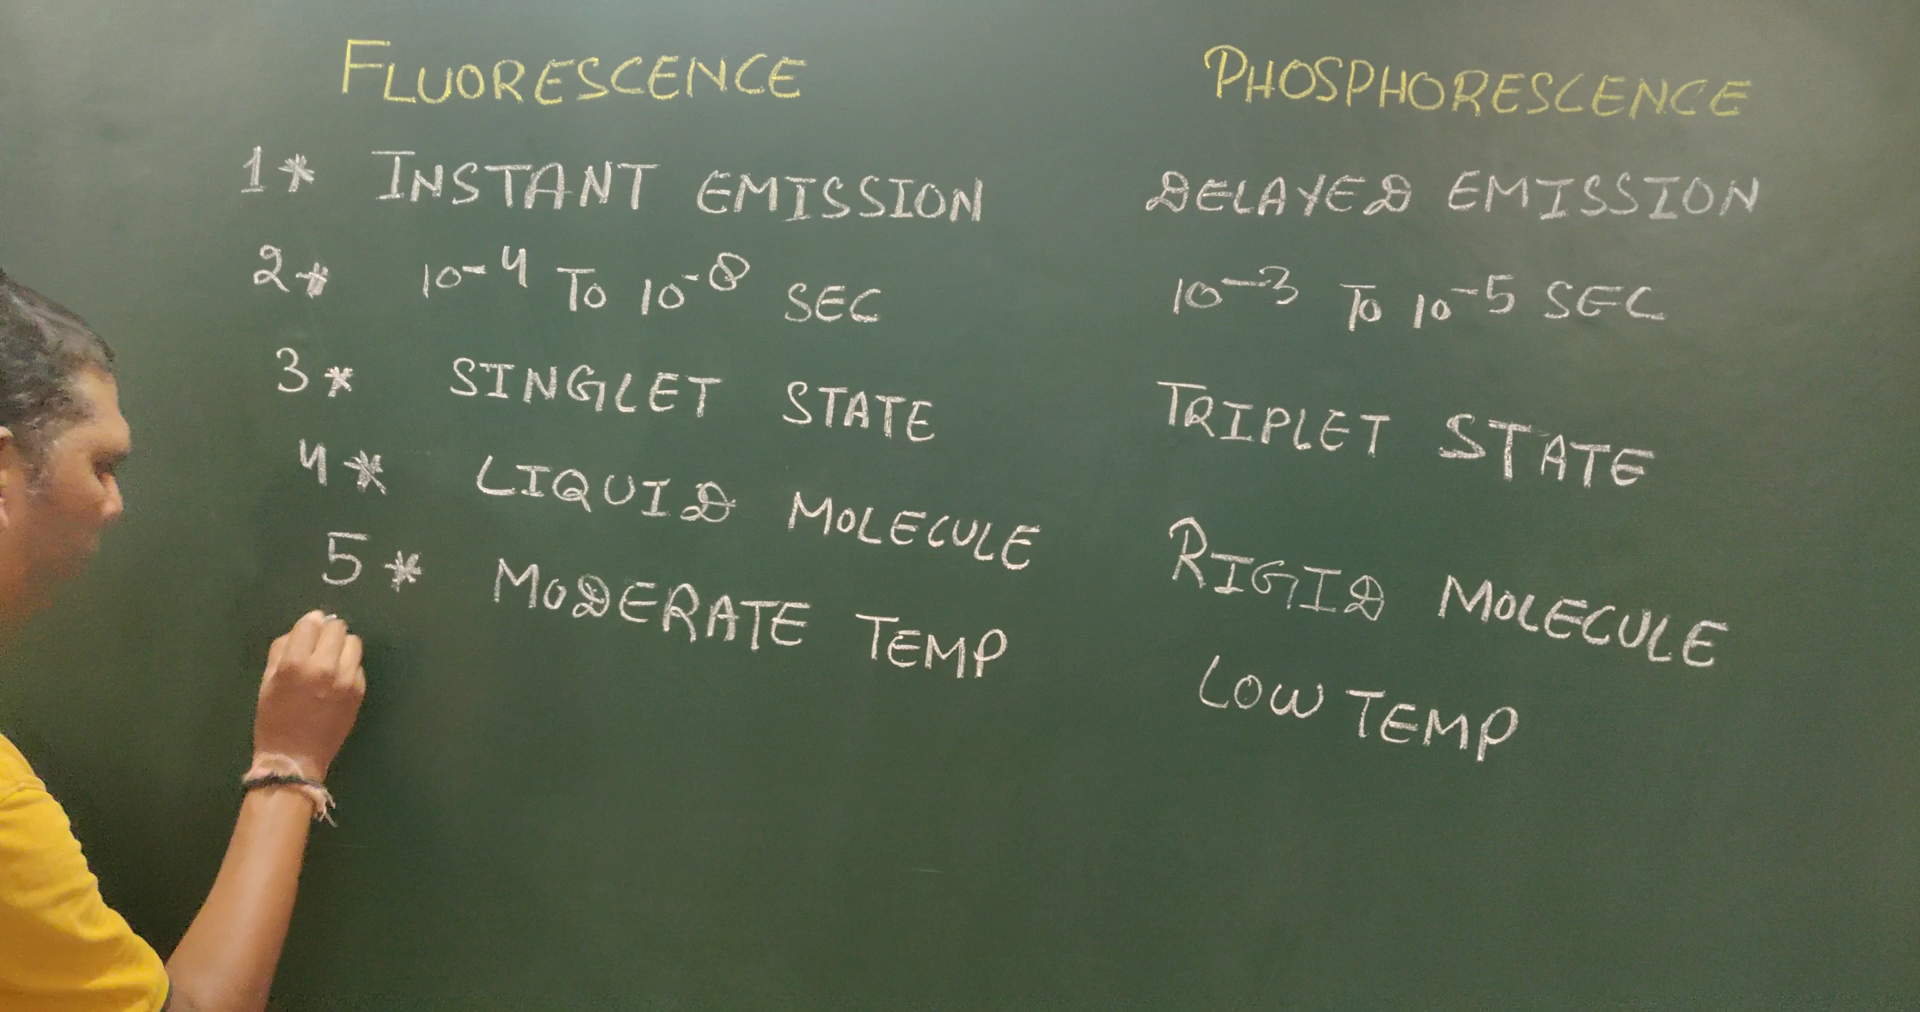 FLUORESCENCE PHOSPHORESCENCE
1* INSTANT EMISSION DELAYED EMISSION
2* 10-4 TO 10-8 SEC 10-3 TO 10-5 SEC
3* SINGLET STATE TRIPLET STATE
4* LIQUID MOLECULE RIGID MOLECULE
5* MODERATE TEMP LOW TEMP